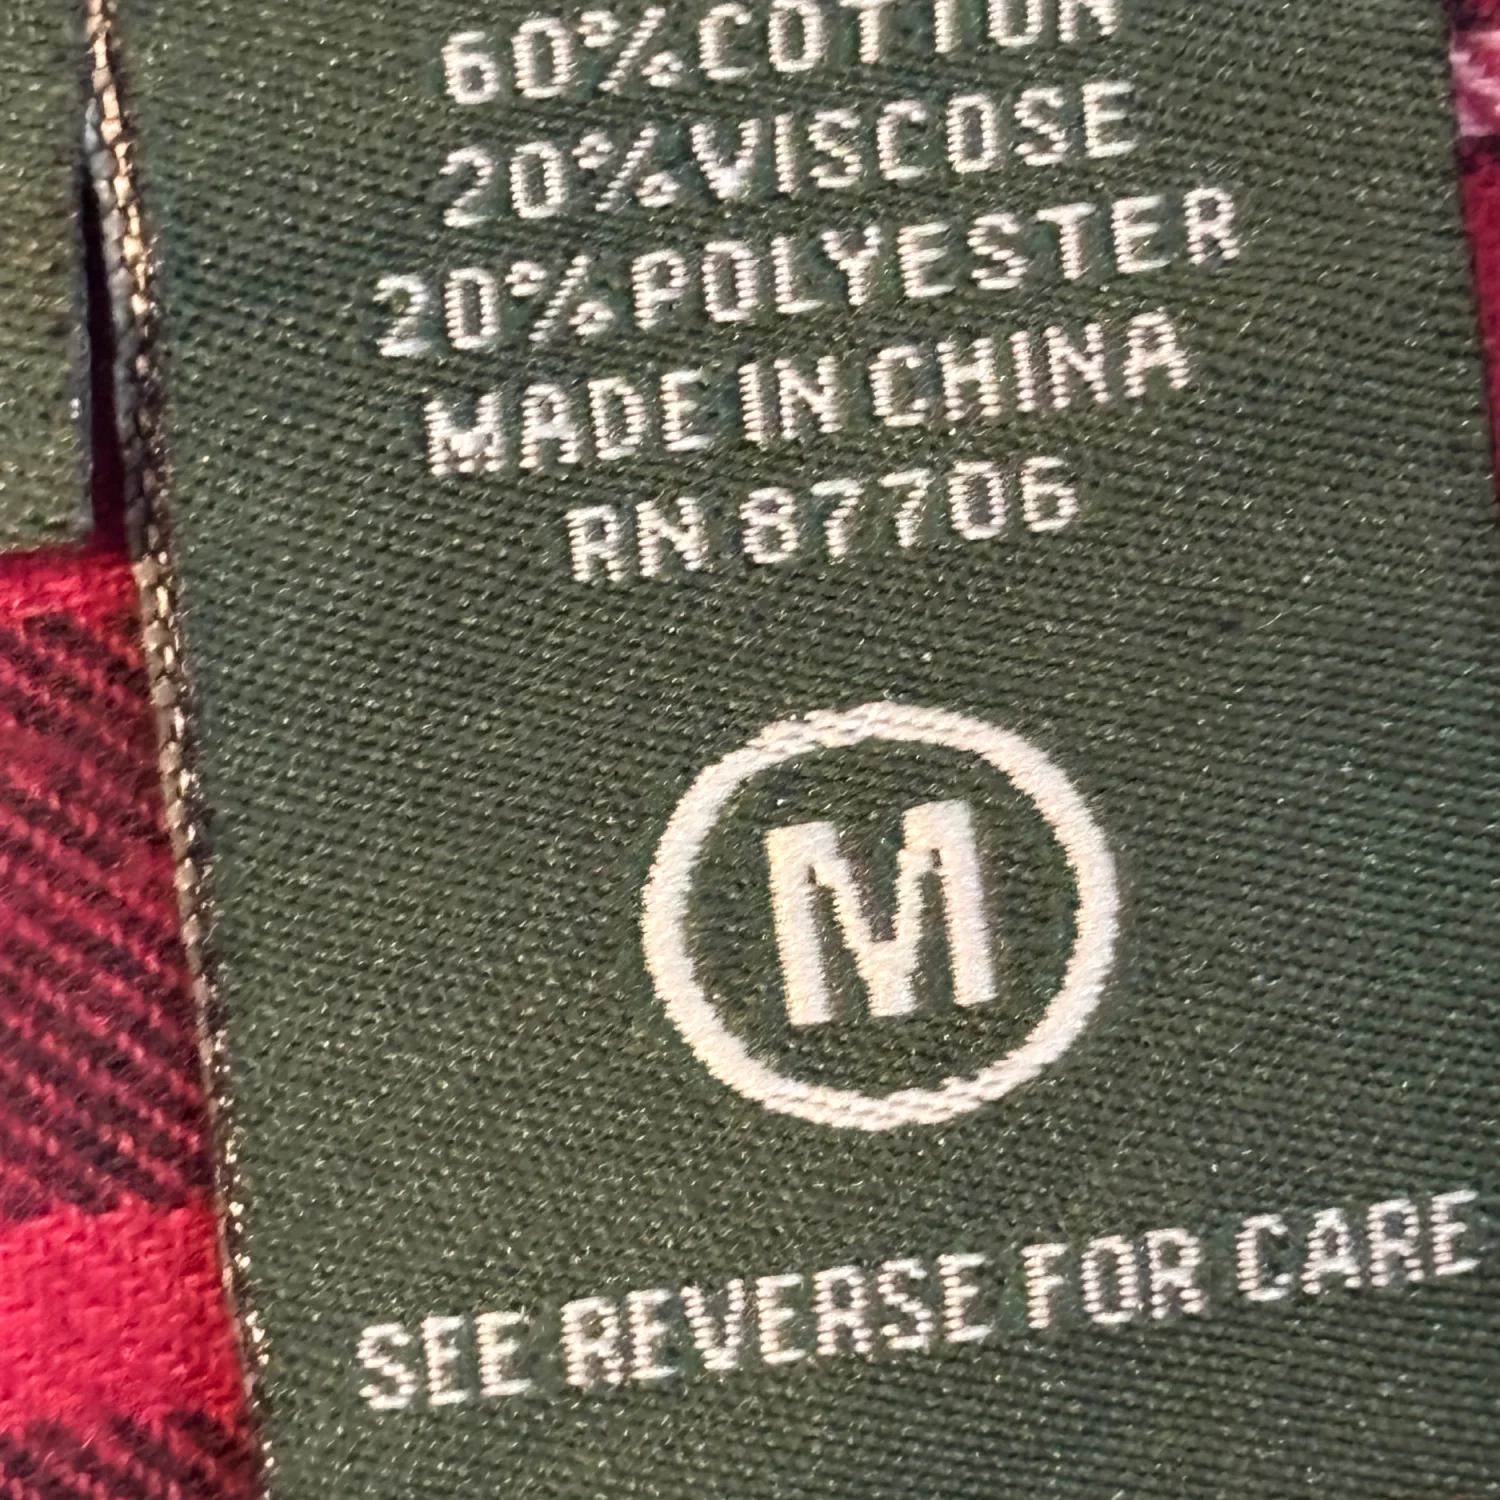 60% COTTON
20% VISCOSE
20% POLYESTER
MADE IN CHINA
RN 87706
M
SEE REVERSE FOR CARE